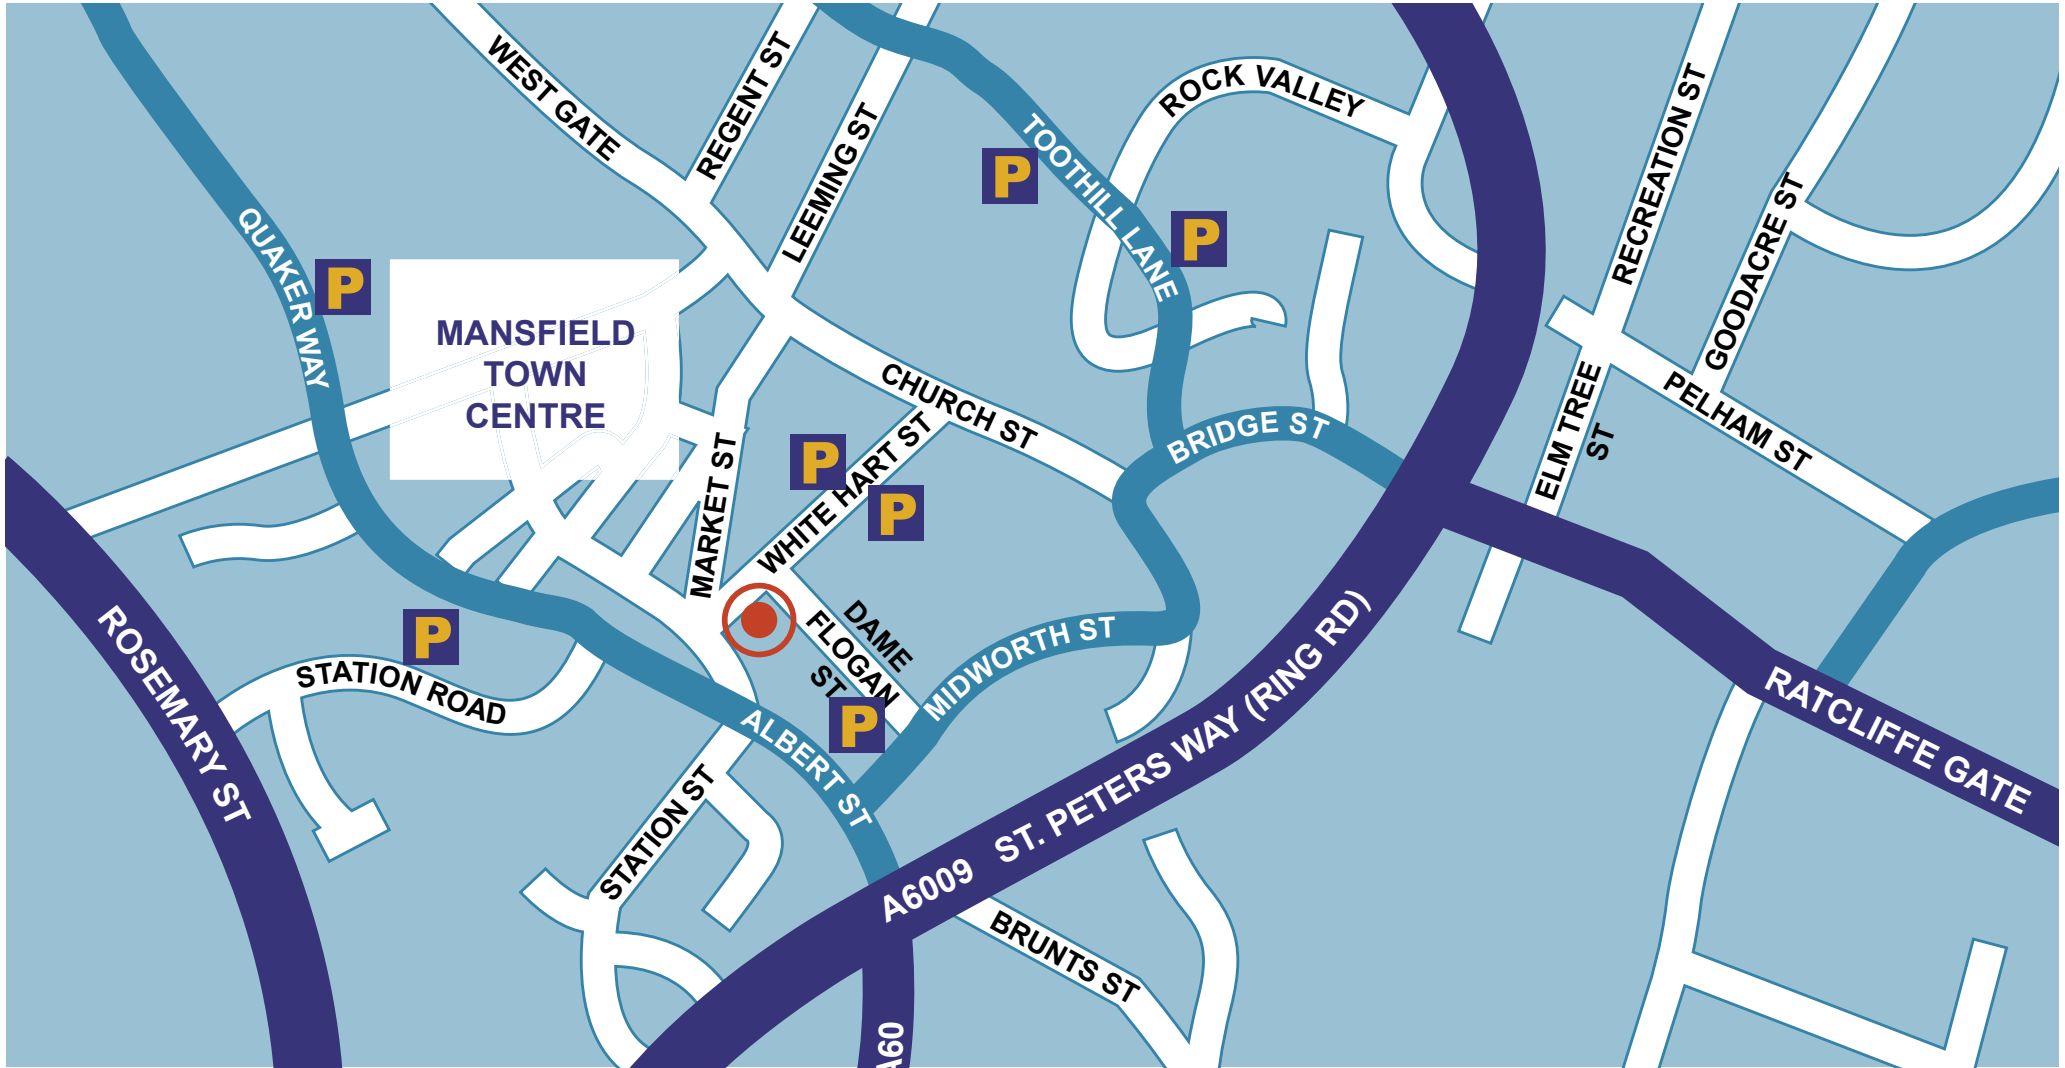 WEST GATE
REGENT ST
LEEMING ST
TOOTHILL LANE
ROCK VALLEY
RECREATION ST
GOODACRE ST
P
P
QUAKER WAY
P
MANSFIELD
TOWN
CENTRE
CHURCH ST
BRIDGE ST
ELM TREE
ST
PELHAM ST
MARKET ST
P
WHITE HART ST
P
ROSEMARY ST
P
STATION ROAD
DAME
FLOGAN
ST
P
MIDWORTH ST
ALBERT ST
STATION ST
A6009 ST. PETERS WAY (RING RD)
RATCLIFFE GATE
BRUNTS ST
A60